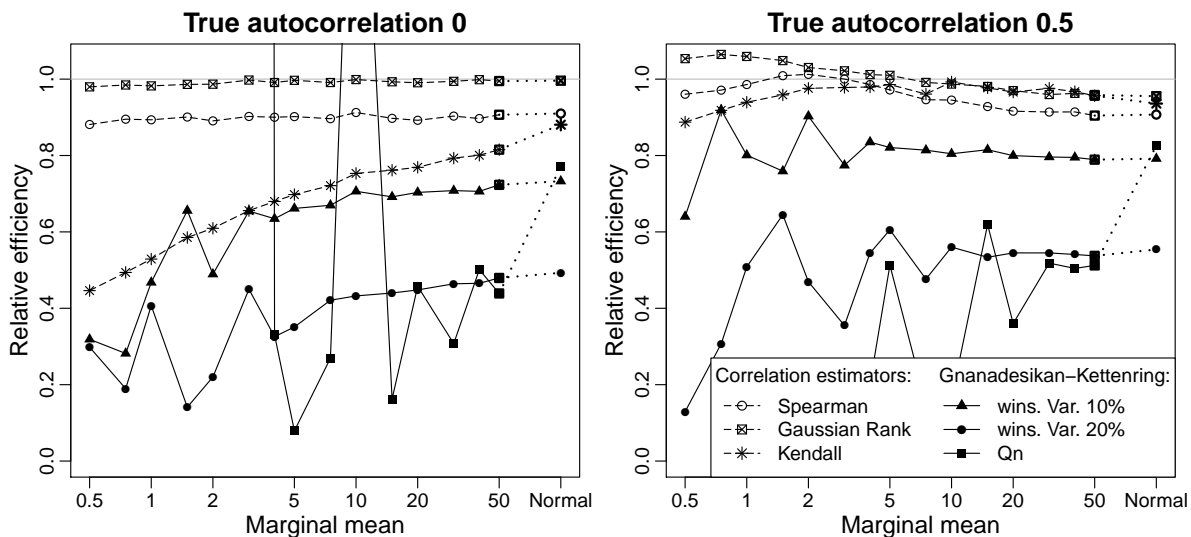 True autocorrelation 0
Relative efficiency
1.0
0.8
0.6
0.4
0.2
0.0
0.5 1 2 5 10 20 50 Normal
Marginal mean
True autocorrelation 0.5
Relative efficiency
1.0
0.8
0.6
0.4
0.2
0.0
Correlation estimators: Gnanadesikan−Kettenring:
Spearman wins. Var. 10%
Gaussian Rank wins. Var. 20%
Kendall Qn
0.5 1 2 5 10 20 50 Normal
Marginal mean